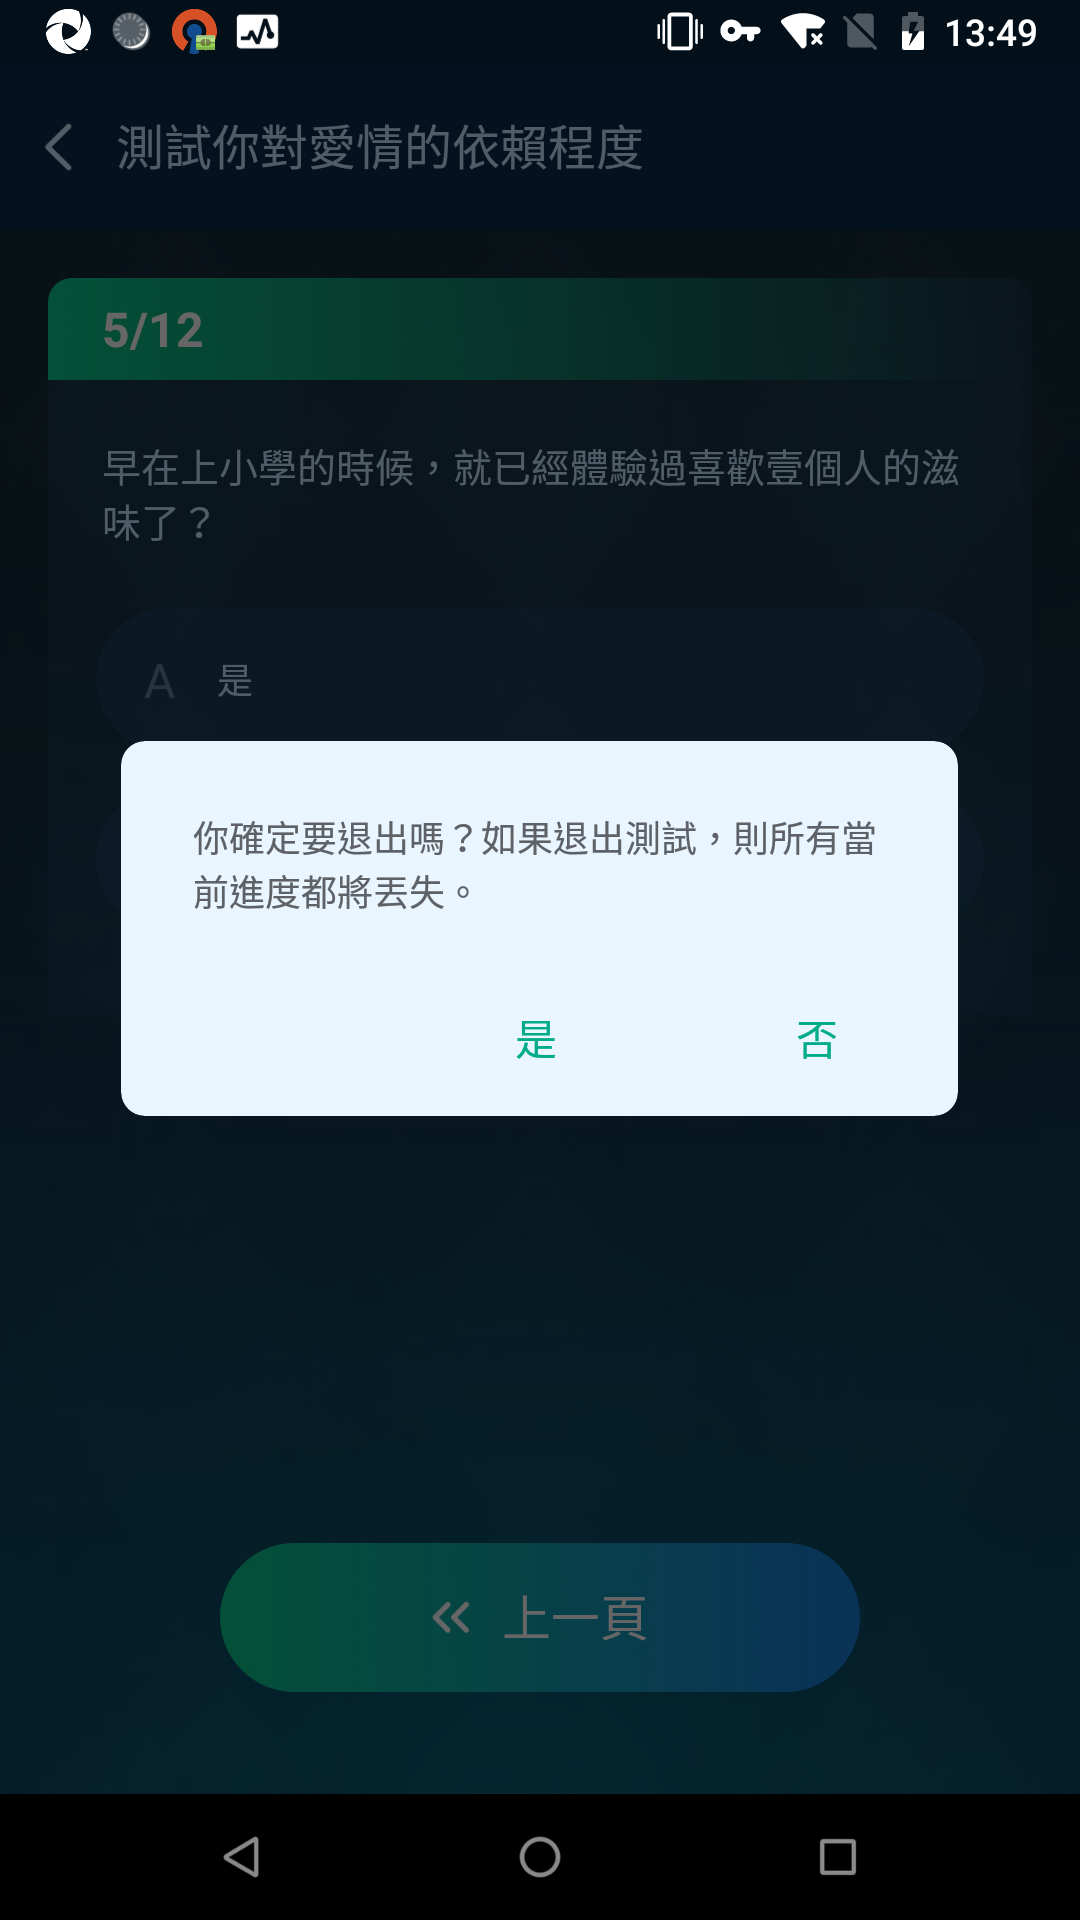 13:49
測試你對愛情的依賴程度
5/12
早在上小學的時候，就已經體驗過喜歡壹個人的滋
味了？
A 是
你確定要退出嗎？如果退出測試，則所有當
前進度都將丟失。
是 否
上一頁